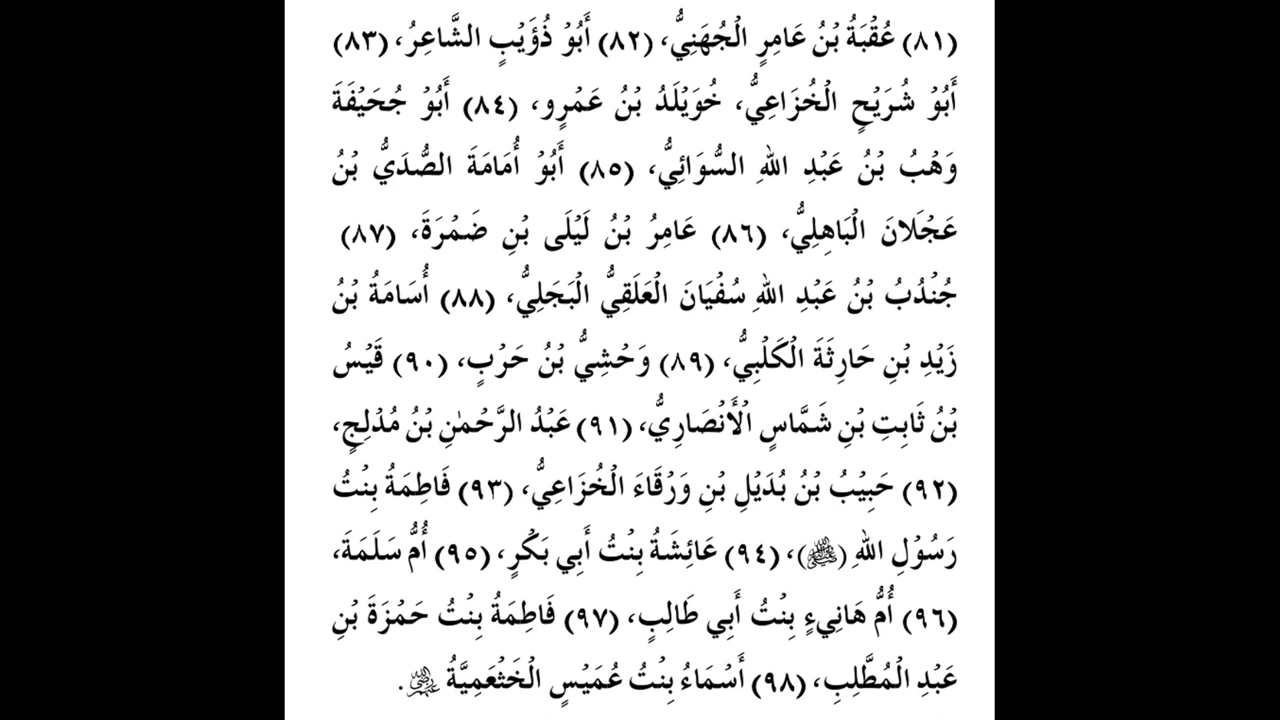 (٨١) عُقْبَةُ بْنُ عَامِرٍ الْجُهَنِيُّ، (٨٢) أَبُوْ ذُؤَيْبٍ الشَّاعِرُ، (٨٣)
أَبُوْ شُرَيْحٍ الْخُزَاعِيُّ، خُوَيْلَدُ بْنُ عَمْرٍو، (٨٤) أَبُوْ جُحَيْفَةَ
وَهْبُ بْنُ عَبْدِ اللهِ السُّوَائِيُّ، (٨٥) أَبُوْ أُمَامَةَ الصُّدَيُّ بْنُ
عَجْلَانَ الْبَاهِلِيُّ، (٨٦) عَامِرُ بْنُ لَيْلَى بْنِ ضَمْرَةَ، (٨٧)
جُنْدُبُ بْنُ عَبْدِ اللهِ سُفْيَانَ الْعَلَقِيُّ الْبَجَلِيُّ، (٨٨) أُسَامَةُ بْنُ
زَيْدِ بْنِ حَارِثَةَ الْكَلْبِيُّ، (٨٩) وَحْشِيُّ بْنُ حَرْبٍ، (٩٠) قَيْسُ
بْنُ ثَابِتِ بْنِ شَمَّاسٍ الْأَنْصَارِيُّ، (٩١) عَبْدُ الرَّحْمٰنِ بْنُ مُدْلِجٍ،
(٩٢) حَبِيْبُ بْنُ بُدَيْلِ بْنِ وَرْقَاءَ الْخُزَاعِيُّ، (٩٣) فَاطِمَةُ بِنْتُ
رَسُوْلِ اللهِ (ﷺ)، (٩٤) عَائِشَةُ بِنْتُ أَبِي بَكْرٍ، (٩٥) أُمُّ سَلَمَةَ،
(٩٦) أُمُّ هَانِيءٍ بِنْتُ أَبِي طَالِبٍ، (٩٧) فَاطِمَةُ بِنْتُ حَمْزَةَ بْنِ
عَبْدِ الْمُطَّلِبِ، (٩٨) أَسْمَاءُ بِنْتُ عُمَيْسٍ الْخَثْعَمِيَّةُ .